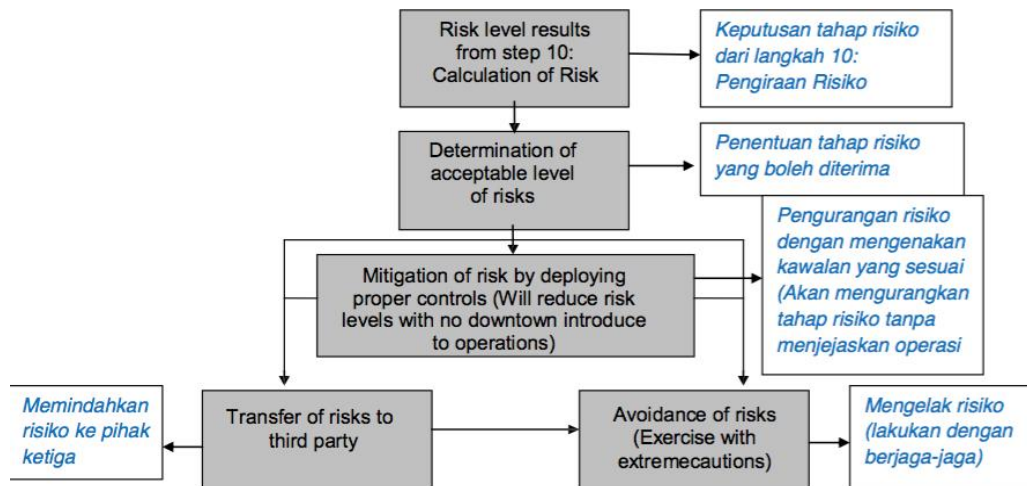 Risk level results
from step 10:
Calculation of Risk
Keputusan tahap risiko
dari langkah 10:
Pengiraan Risiko
Determination of
acceptable level
of risks
Penentuan tahap risiko
yang boleh diterima
Mitigation of risk by deploying
proper controls (Will reduce risk
levels with no downtown introduce
to operations)
Pengurangan risiko
dengan mengenakan
kawalan yang sesuai
(Akan mengurangkan
tahap risiko tanpa
menjejaskan operasi
Memindahkan
risiko ke pihak
ketiga
Transfer of risks to
third party
Avoidance of risks
(Exercise with
extremecautions)
Mengelak risiko
(lakukan dengan
berjaga-jaga)